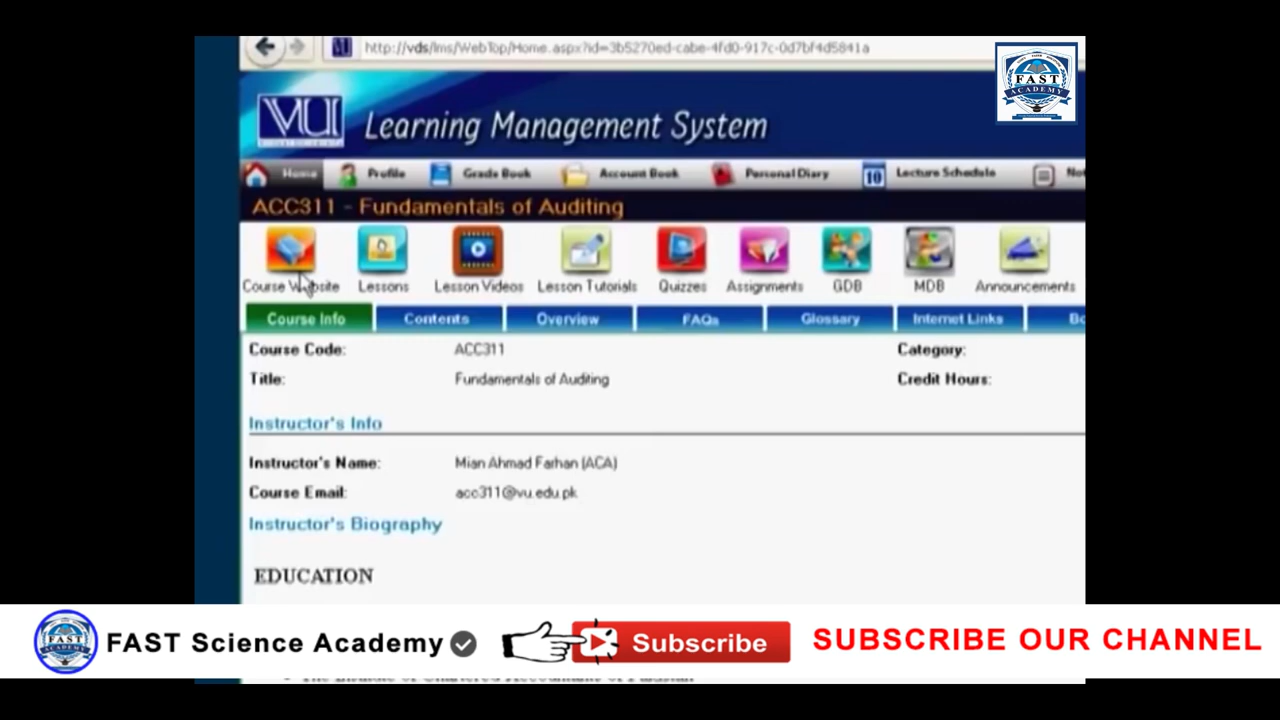 http://vds/lms/WebTop/Home.aspx?id=3b5270ed-cabe-4fd0-917c-0d7bf4d5841a
FAST
ACADEMY
VU Learning Management System
Home Profile Grade Book Account Book Personal Diary 10 Lecture Schedule
ACC311 - Fundamentals of Auditing
Course Website Lessons Lesson Videos Lesson Tutorials Quizzes Assignments GDB MDB Announcements
Course Info Contents Overview FAQs Glossary Internet Links
Course Code: ACC311 Category:
Title: Fundamentals of Auditing Credit Hours:
Instructor's Info
Instructor's Name: Mian Ahmad Farhan (ACA)
Course Email: acc311@vu.edu.pk
Instructor's Biography
EDUCATION
FAST ACADEMY FAST Science Academy Subscribe SUBSCRIBE OUR CHANNEL